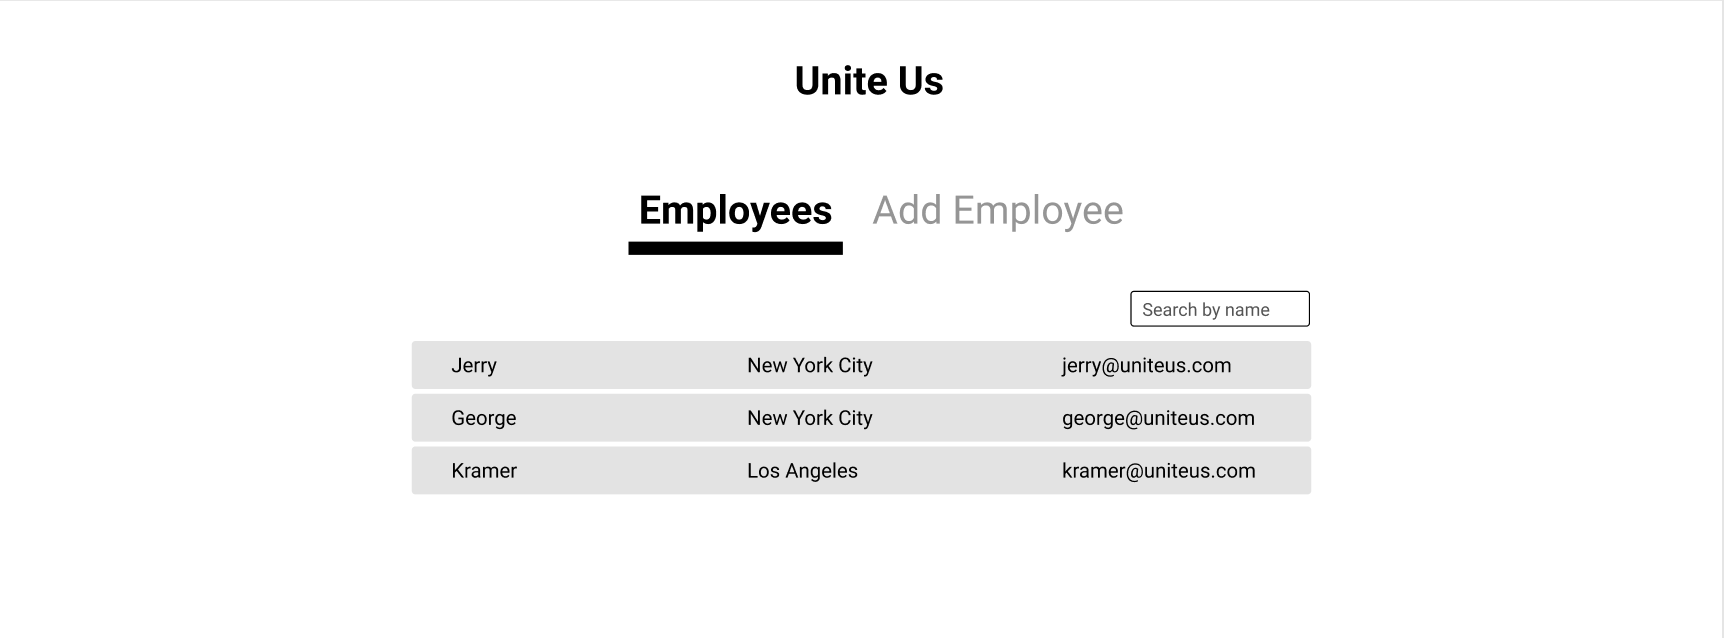 Unite Us
Employees Add Employee
Search by name
Jerry New York City jerry@uniteus.com
George New York City george@uniteus.com
Kramer Los Angeles kramer@uniteus.com